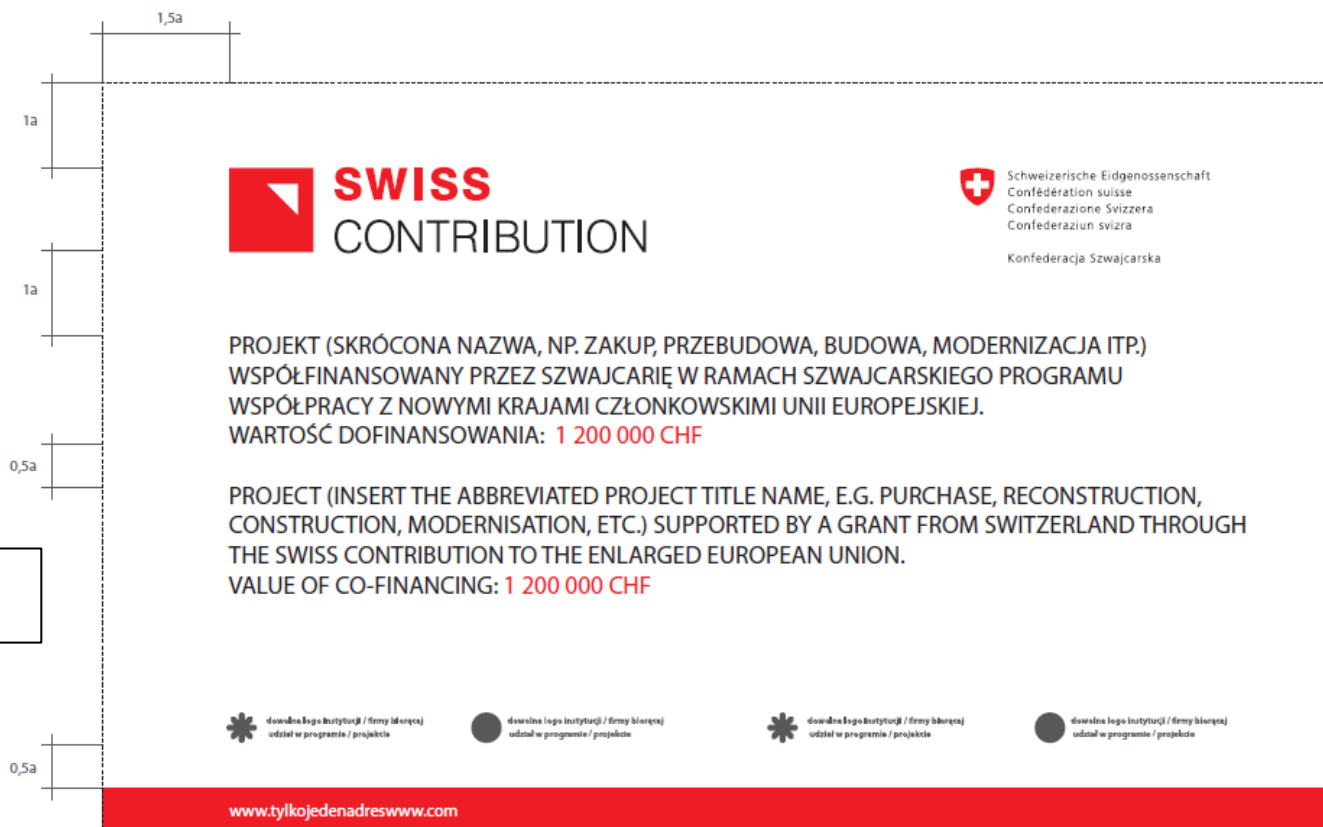 1,5a
1a
SWISS
CONTRIBUTION
Schweizerische Eidgenossenschaft
Confédération suisse
Confederazione Svizzera
Confederaziun svizra
Konfederacja Szwajcarska
1a
PROJEKT (SKRÓCONA NAZWA, NP. ZAKUP, PRZEBUDOWA, BUDOWA, MODERNIZACJA ITP.)
WSPÓŁFINANSOWANY PRZEZ SZWAJCARIĘ W RAMACH SZWAJCARSKIEGO PROGRAMU
WSPÓŁPRACY Z NOWYMI KRAJAMI CZŁONKOWSKIMI UNII EUROPEJSKIEJ.
WARTOŚĆ DOFINANSOWANIA: 1 200 000 CHF
0,5a
PROJECT (INSERT THE ABBREVIATED PROJECT TITLE NAME, E.G. PURCHASE, RECONSTRUCTION,
CONSTRUCTION, MODERNISATION, ETC.) SUPPORTED BY A GRANT FROM SWITZERLAND THROUGH
THE SWISS CONTRIBUTION TO THE ENLARGED EUROPEAN UNION.
VALUE OF CO-FINANCING: 1 200 000 CHF
dowolne logo instytucji / firmy biorącej
udział w programie / projekcie
dowolne logo instytucji / firmy biorącej
udział w programie / projekcie
dowolne logo instytucji / firmy biorącej
udział w programie / projekcie
dowolne logo instytucji / firmy biorącej
udział w programie / projekcie
0,5a
www.tylkojedenadreswww.com